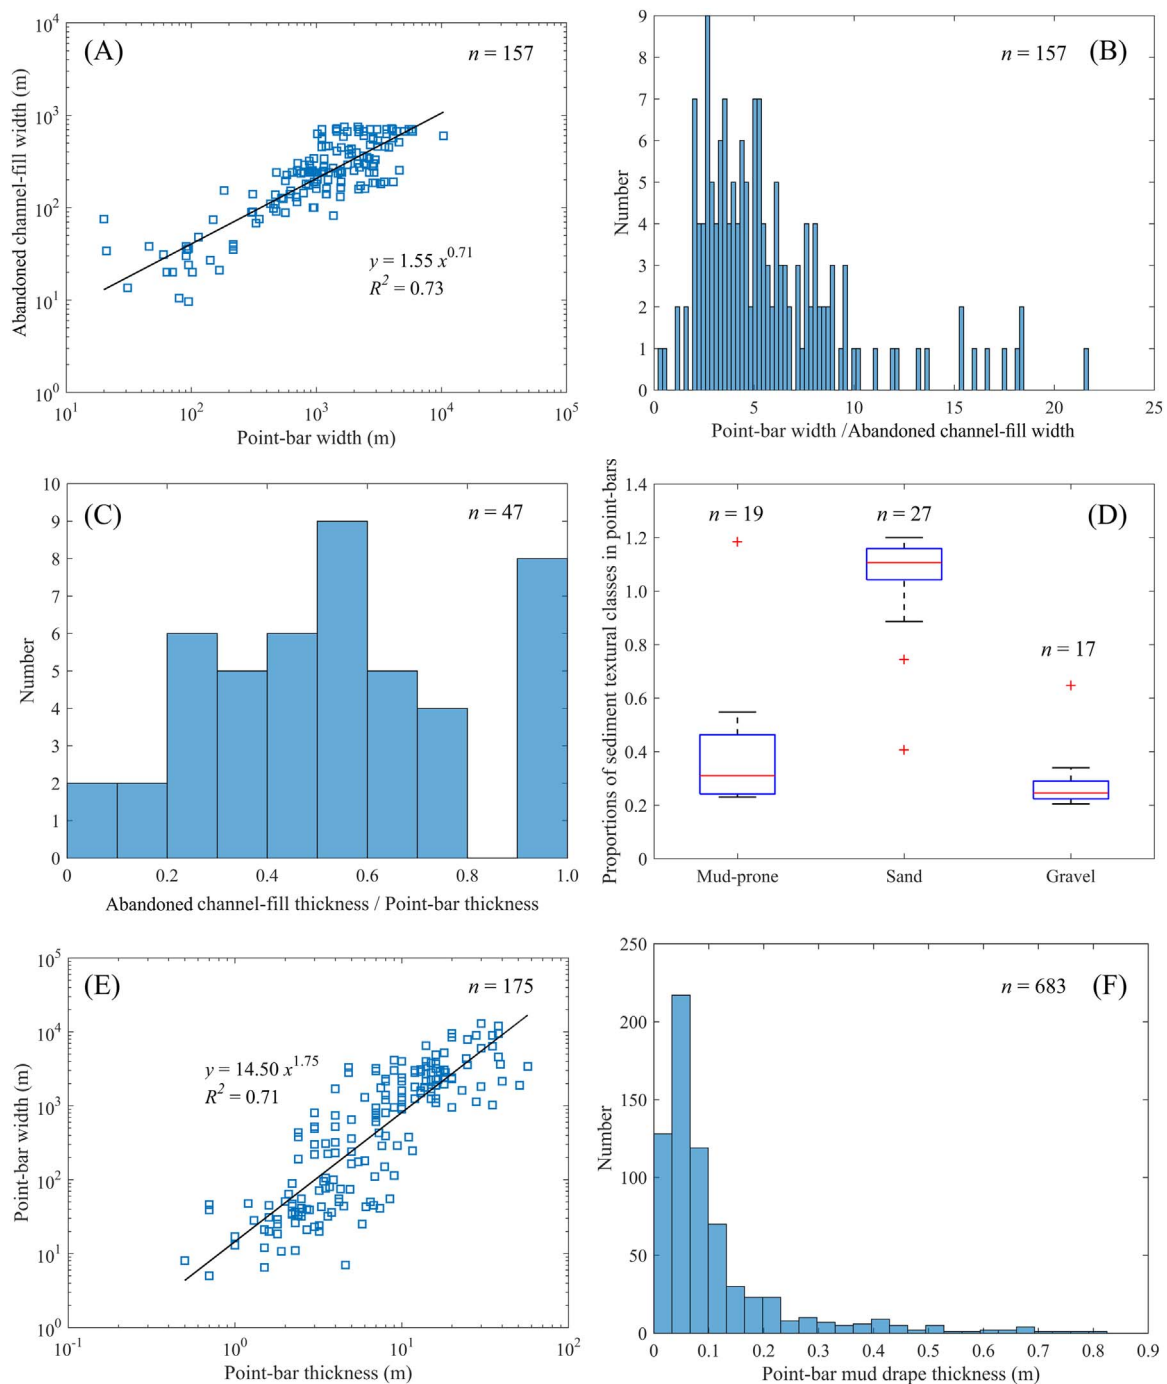 (A)
n = 157
y = 1.55 x^0.71
R^2 = 0.73
Abandoned channel-fill width (m)
10^4
10^3
10^2
10^1
10^0
10^1 10^2 10^3 10^4 10^5
Point-bar width (m)
(B)
n = 157
Number
9
8
7
6
5
4
3
2
1
0
0 5 10 15 20 25
Point-bar width /Abandoned channel-fill width
(C)
n = 47
Number
10
9
8
7
6
5
4
3
2
1
0
0 0.2 0.4 0.6 0.8 1.0
Abandoned channel-fill thickness / Point-bar thickness
(D)
n = 19
n = 27
n = 17
Proportions of sediment textural classes in point-bars
1.4
1.2
1.0
0.8
0.6
0.4
0.2
0
Mud-prone Sand Gravel
(E)
n = 175
y = 14.50 x^1.75
R^2 = 0.71
Point-bar width (m)
10^5
10^4
10^3
10^2
10^1
10^0
10^-1 10^0 10^1 10^2
Point-bar thickness (m)
(F)
n = 683
Number
250
200
150
100
50
0
0 0.1 0.2 0.3 0.4 0.5 0.6 0.7 0.8 0.9
Point-bar mud drape thickness (m)